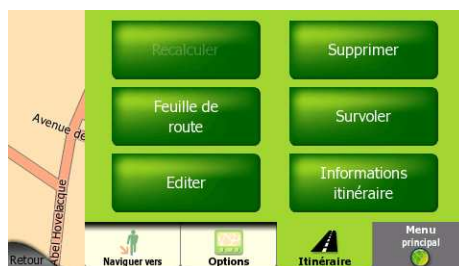 Recalculer
Supprimer
Avenue de
Feuille de
route
Survoler
Abel Hovelacque
Editer
Informations
itinéraire
Retour
Naviguer vers
Options
Itinéraire
Menu
principal